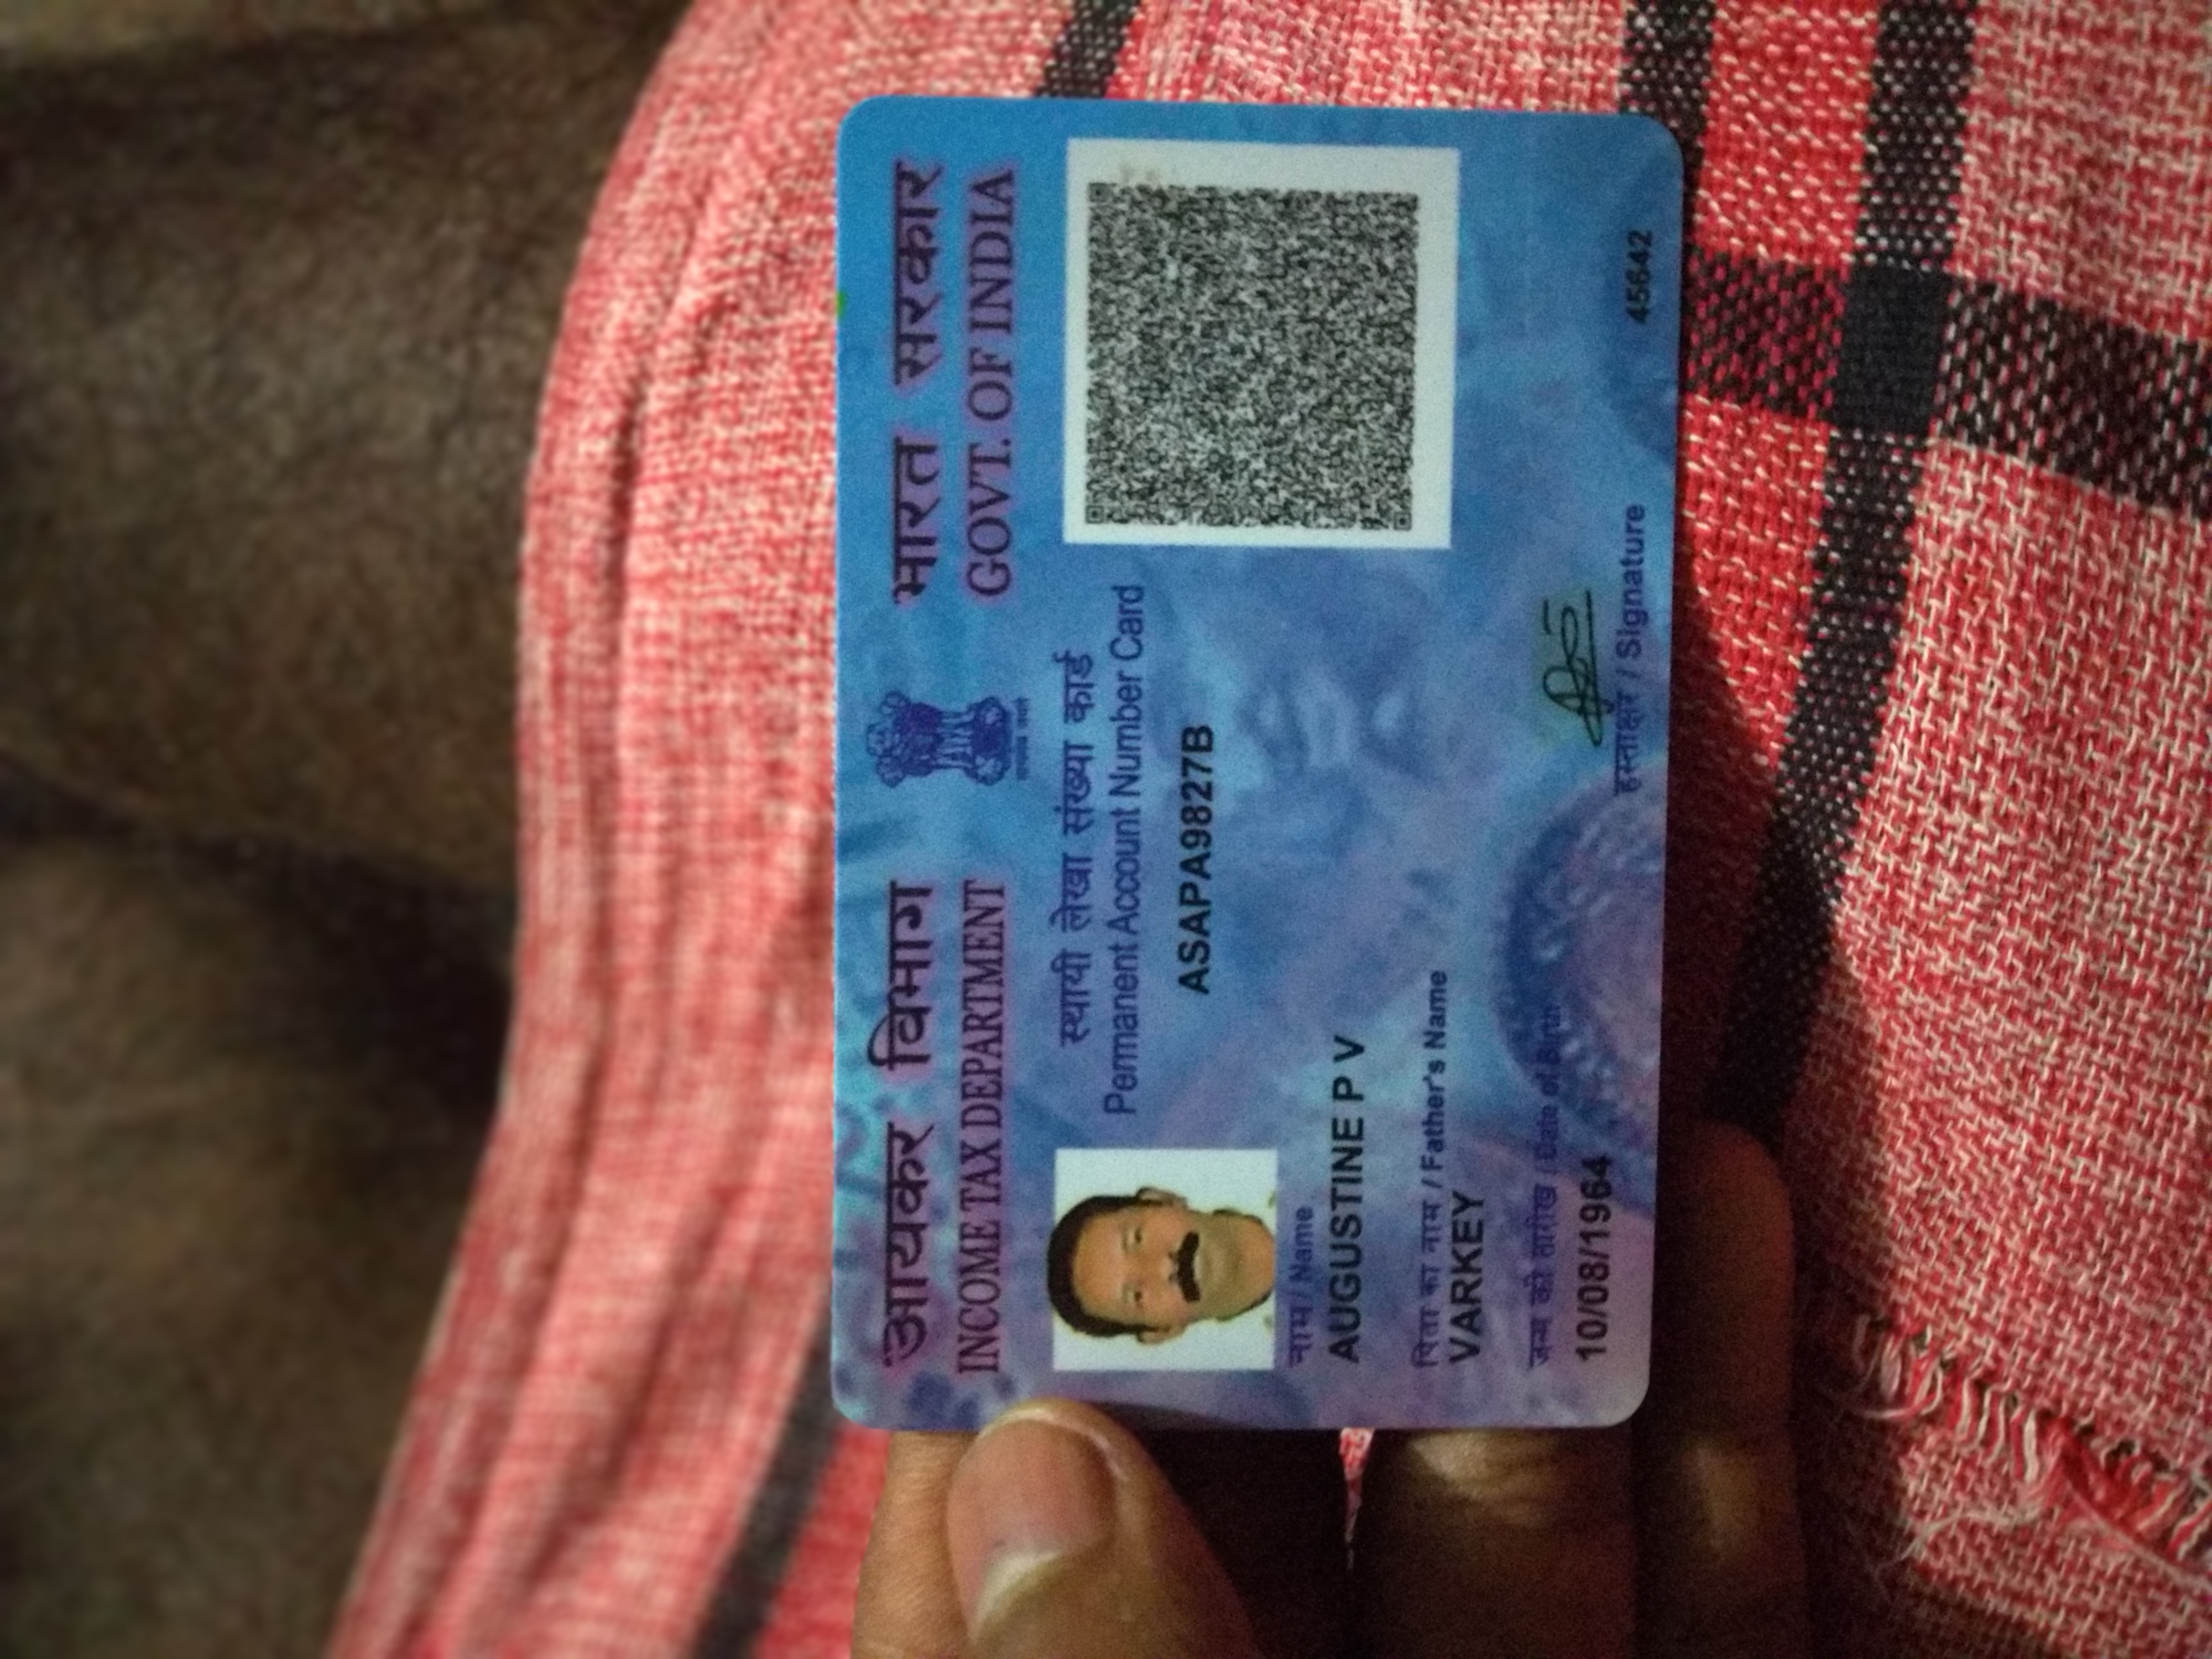 आयकर विभाग
INCOME TAX DEPARTMENT
भारत सरकार
GOVT. OF INDIA
सत्यमेव जयते
स्थायी लेखा संख्या कार्ड
Permanent Account Number Card
ASAPA9827B
नाम / Name
AUGUSTINE P V
पिता का नाम / Father's Name
VARKEY
जन्म की तारीख / Date of Birth
10/08/1964
हस्ताक्षर / Signature
45642